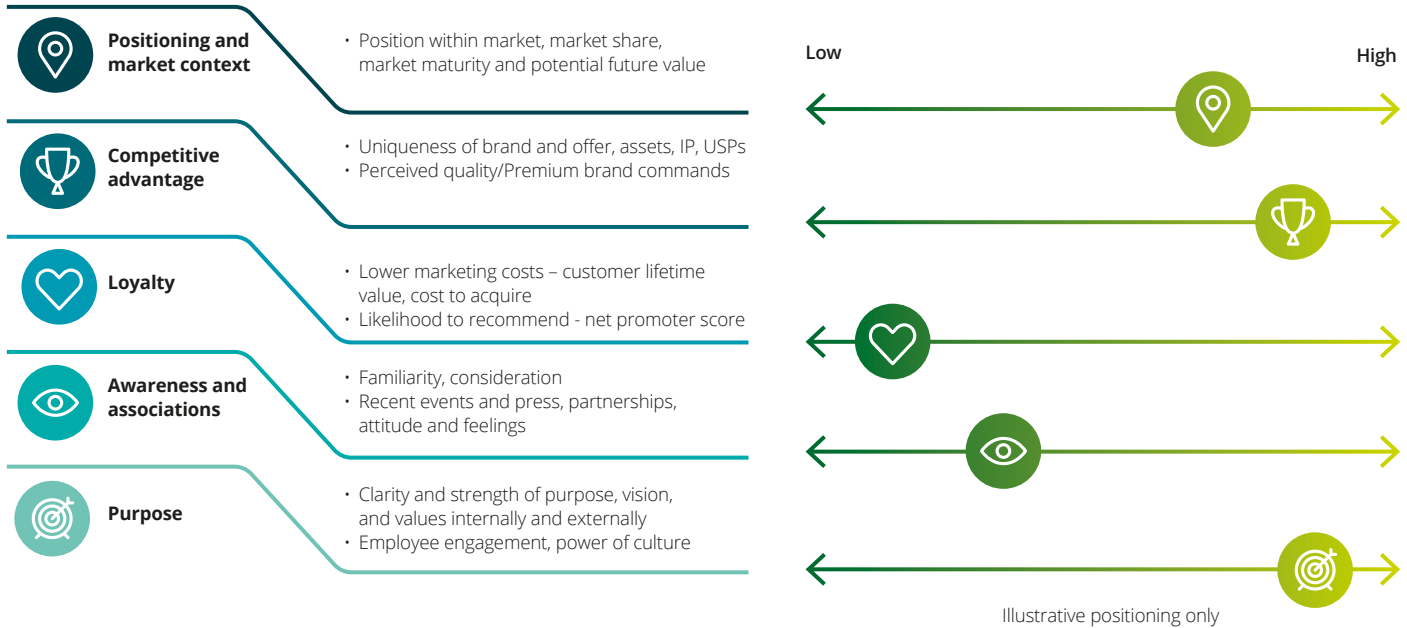 Positioning and
market context
• Position within market, market share,
market maturity and potential future value
Low
High
Competitive
advantage
• Uniqueness of brand and offer, assets, IP, USPs
• Perceived quality/Premium brand commands
Loyalty
• Lower marketing costs – customer lifetime
value, cost to acquire
• Likelihood to recommend - net promoter score
Awareness and
associations
• Familiarity, consideration
• Recent events and press, partnerships,
attitude and feelings
Purpose
• Clarity and strength of purpose, vision,
and values internally and externally
• Employee engagement, power of culture
Illustrative positioning only